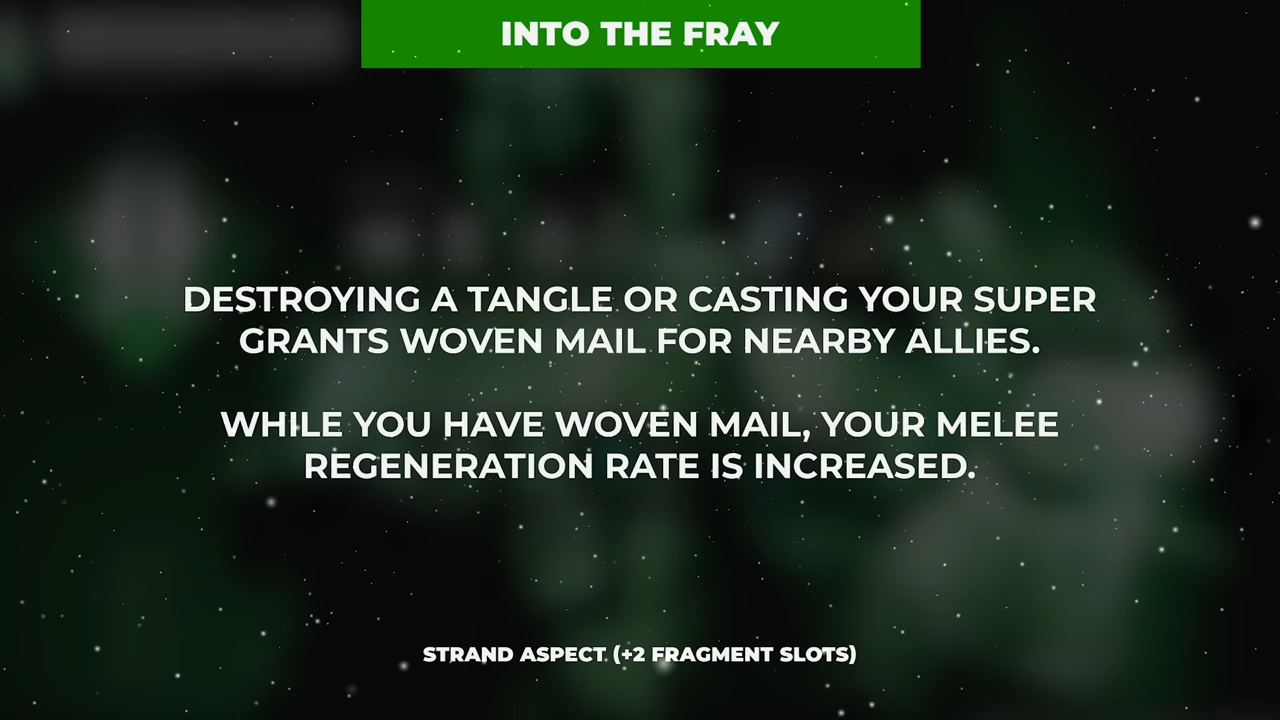 INTO THE FRAY
DESTROYING A TANGLE OR CASTING YOUR SUPER
GRANTS WOVEN MAIL FOR NEARBY ALLIES.
WHILE YOU HAVE WOVEN MAIL, YOUR MELEE
REGENERATION RATE IS INCREASED.
STRAND ASPECT (+2 FRAGMENT SLOTS)